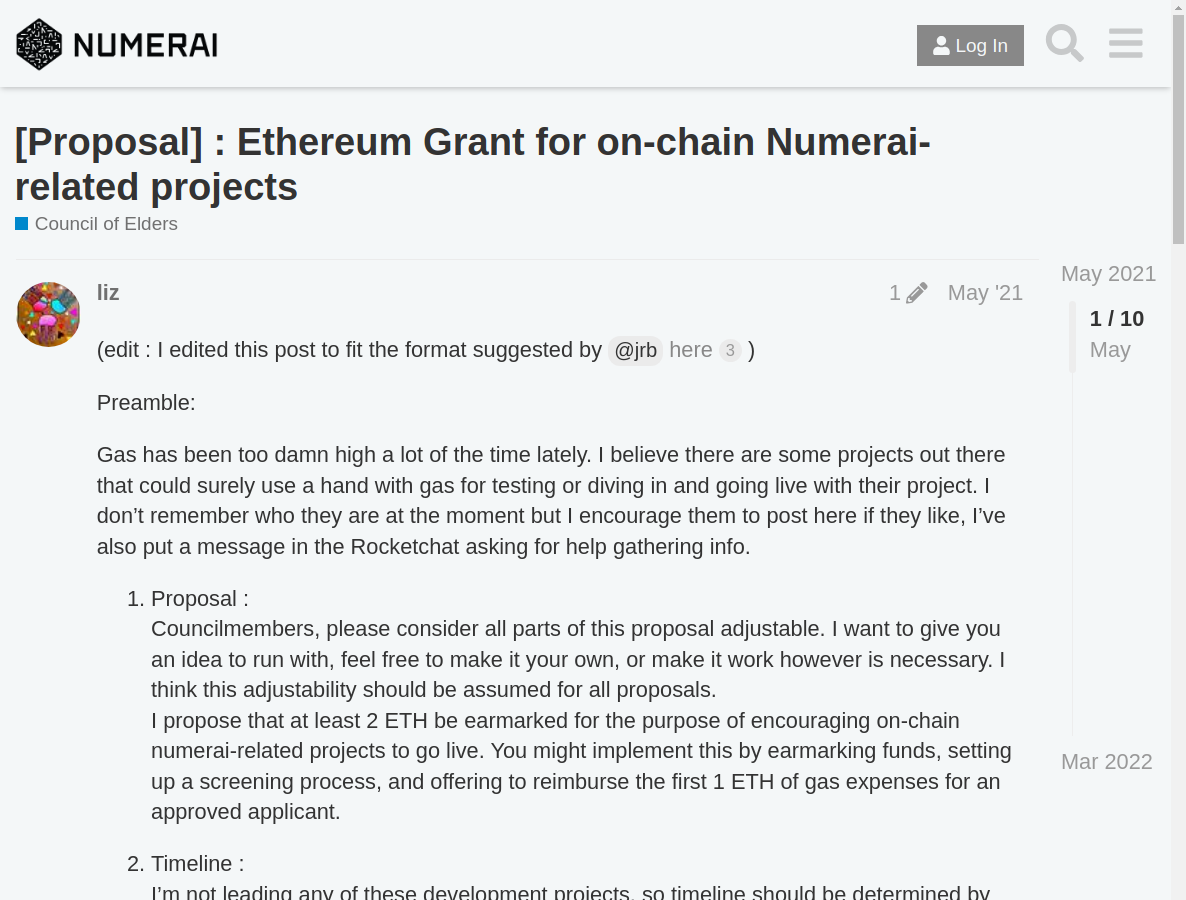 NUMERAI
Log In
[Proposal] : Ethereum Grant for on-chain Numerai-
related projects
Council of Elders
liz
1
May '21
(edit : I edited this post to fit the format suggested by @jrb here 3 )
Preamble:
Gas has been too damn high a lot of the time lately. I believe there are some projects out there
that could surely use a hand with gas for testing or diving in and going live with their project. I
don’t remember who they are at the moment but I encourage them to post here if they like, I’ve
also put a message in the Rocketchat asking for help gathering info.
1. Proposal :
Councilmembers, please consider all parts of this proposal adjustable. I want to give you
an idea to run with, feel free to make it your own, or make it work however is necessary. I
think this adjustability should be assumed for all proposals.
I propose that at least 2 ETH be earmarked for the purpose of encouraging on-chain
numerai-related projects to go live. You might implement this by earmarking funds, setting
up a screening process, and offering to reimburse the first 1 ETH of gas expenses for an
approved applicant.
2. Timeline :
I’m not leading any of these development projects, so timeline should be determined by
May 2021
1 / 10
May
Mar 2022